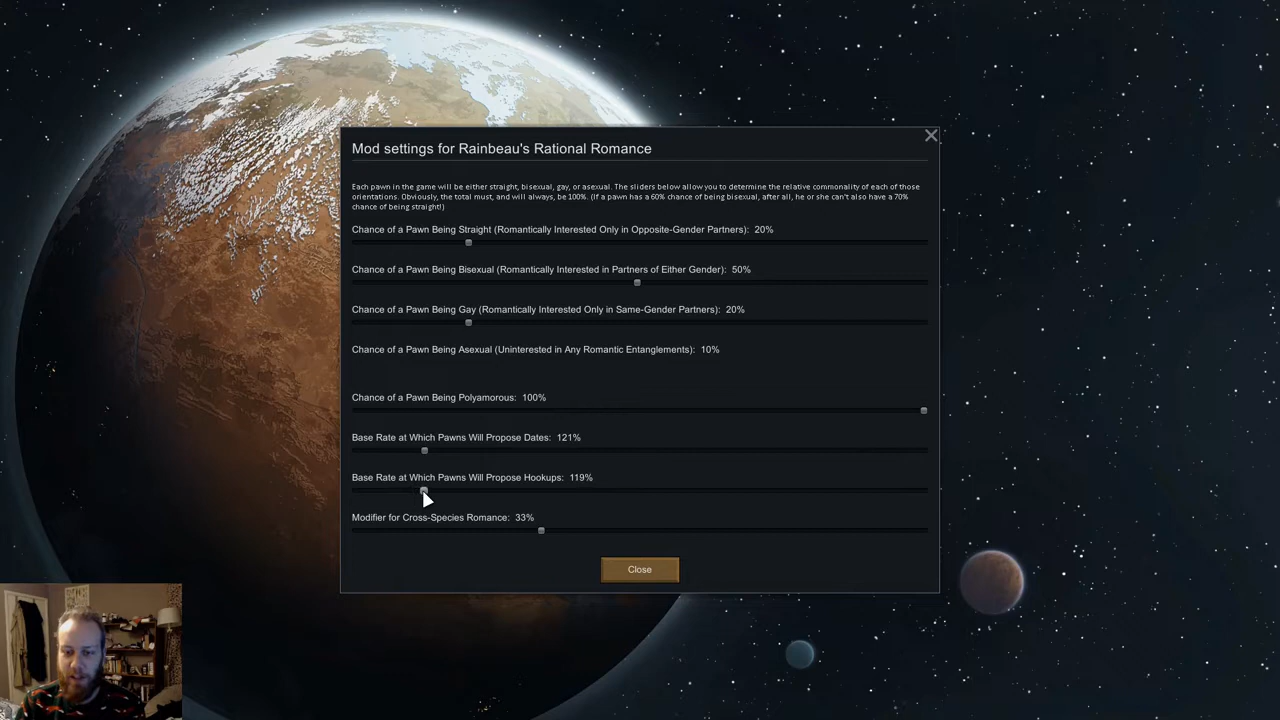 Mod settings for Rainbeau's Rational Romance
Each pawn in the game will be either straight, bisexual, gay, or asexual. The sliders below allow you to determine the relative commonality of each of those
orientations. Obviously, the total must, and will always, be 100%. (If a pawn has a 60% chance of being bisexual, after all, he or she can't also have a 70%
chance of being straight!)
Chance of a Pawn Being Straight (Romantically Interested Only in Opposite-Gender Partners): 20%
Chance of a Pawn Being Bisexual (Romantically Interested in Partners of Either Gender): 50%
Chance of a Pawn Being Gay (Romantically Interested Only in Same-Gender Partners): 20%
Chance of a Pawn Being Asexual (Uninterested in Any Romantic Entanglements): 10%
Chance of a Pawn Being Polyamorous: 100%
Base Rate at Which Pawns Will Propose Dates: 121%
Base Rate at Which Pawns Will Propose Hookups: 119%
Modifier for Cross-Species Romance: 33%
Close